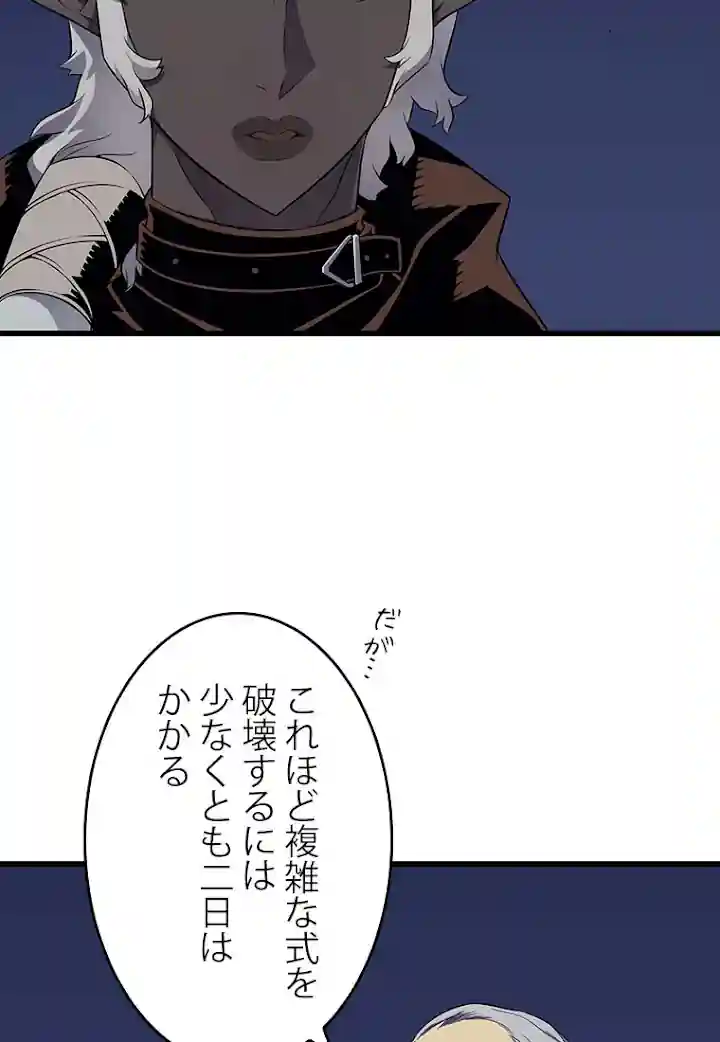 だが…
これほど複雑な式を
破壊するには
少なくとも二日は
かかる